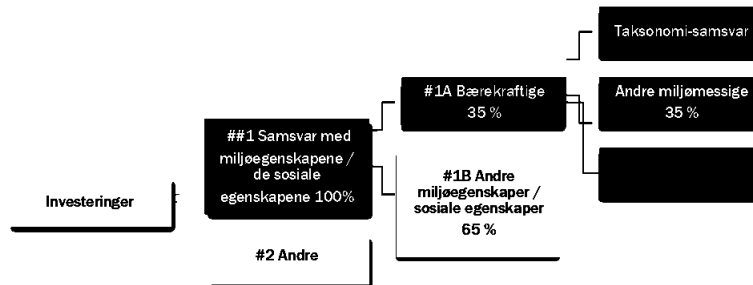 Investeringer
##1 Samsvar med
miljøegenskapene /
de sosiale
egenskapene 100%
#2 Andre
#1A Bærekraftige
35 %
#1B Andre
miljøegenskaper /
sosiale egenskaper
65 %
Taksonomi-samsvar
Andre miljømessige
35 %